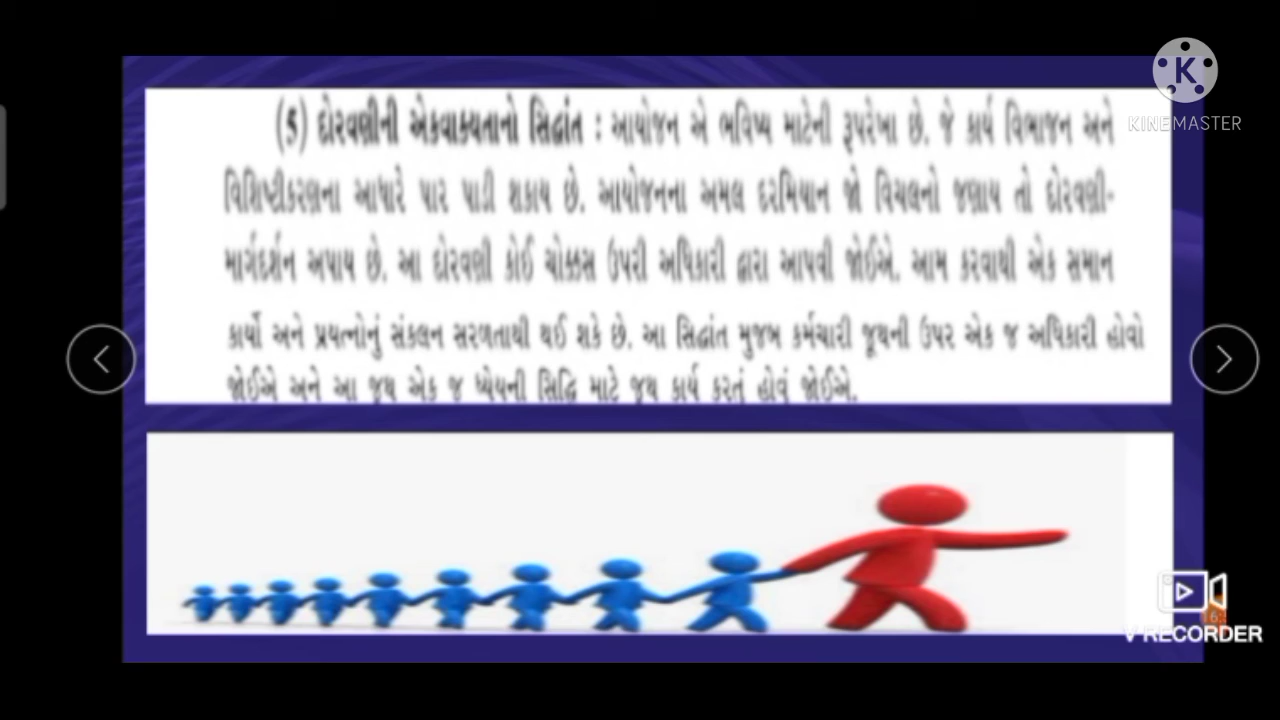 (5) દોરવણીની એકવાક્યતાનો સિદ્ધાંત : આયોજન એ ભવિષ્ય માટેની રૂપરેખા છે. જે કાર્ય વિભાજન અને
વિશિષ્ટીકરણના આધારે પાર પાડી શકાય છે. આયોજનના અમલ દરમિયાન જો વિચલનો જણાય તો દોરવણી-
માર્ગદર્શન અપાય છે. આ દોરવણી કોઈ ચોક્કસ ઉપરી અધિકારી દ્વારા આપવી જોઈએ. આમ કરવાથી એક સમાન
કાર્યો અને પ્રયત્નોનું સંકલન સરળતાથી થઈ શકે છે. આ સિદ્ધાંત મુજબ કર્મચારી જૂથની ઉપર એક જ અધિકારી હોવો
જોઈએ અને આ જૂથ એક જ ધ્યેયની સિદ્ધિ માટે જૂથ કાર્ય કરતું હોવું જોઈએ.
K
KINEMASTER
V RECORDER